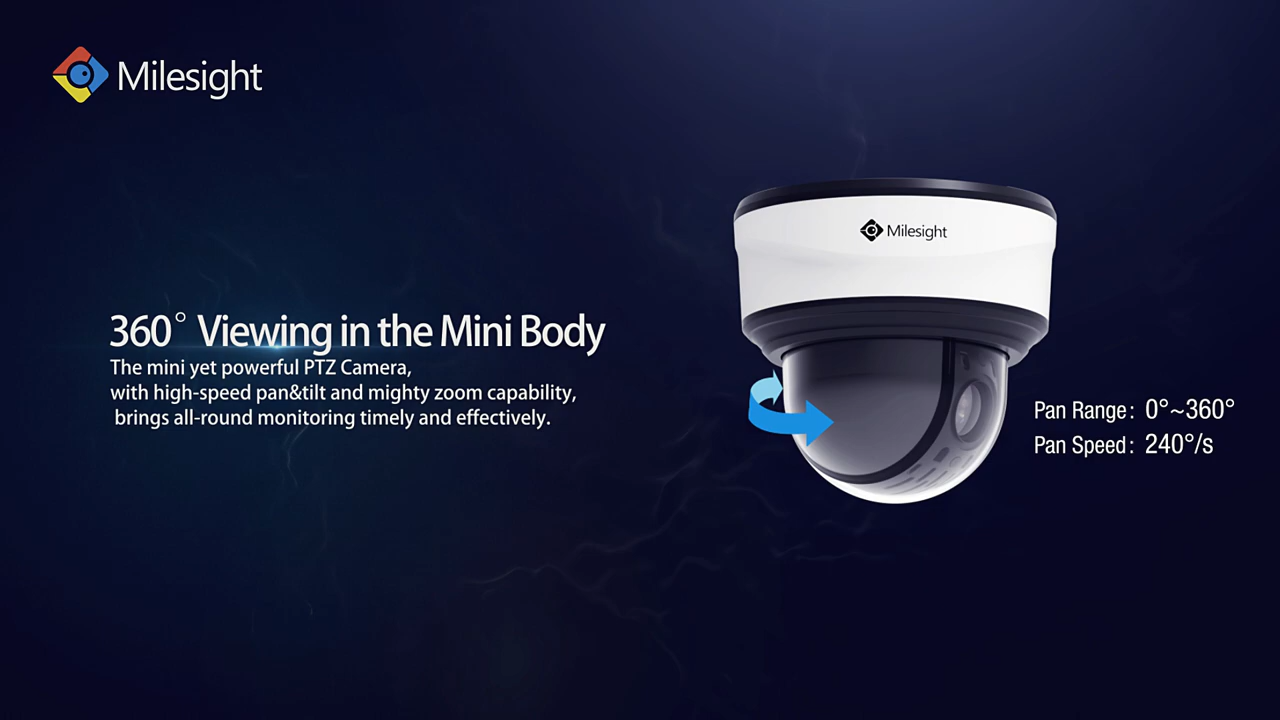 Milesight
Milesight
360° Viewing in the Mini Body
The mini yet powerful PTZ Camera,
with high-speed pan&tilt and mighty zoom capability,
brings all-round monitoring timely and effectively.
Pan Range: 0°~360°
Pan Speed: 240°/s